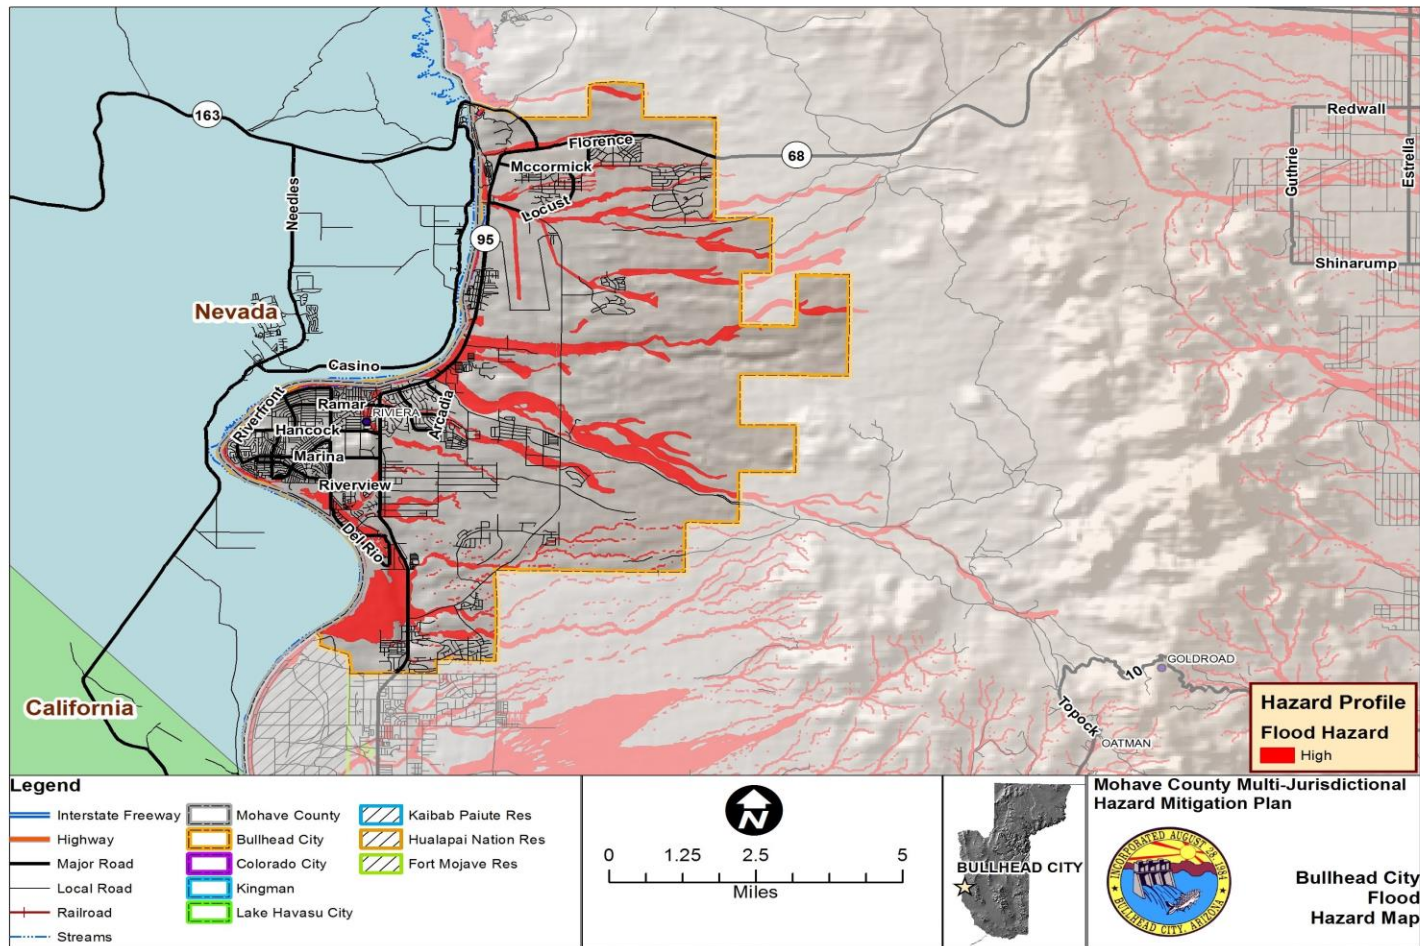 163
Needles
Nevada
Casino
Riverfront
Ramar
RIVIERA
Hancock
Marina
Riverview
Arcadia
Del Rio
95
Florence
Mccormick
Locust
68
Redwall
Guthrie
Estrella
Shinarump
California
GOLDROAD
10
Topock
OATMAN
Hazard Profile
Flood Hazard
High
Legend
Interstate Freeway
Highway
Major Road
Local Road
Railroad
Streams
Mohave County
Bullhead City
Colorado City
Kingman
Lake Havasu City
Kaibab Paiute Res
Hualapai Nation Res
Fort Mojave Res
N
0 1.25 2.5 5
Miles
BULLHEAD CITY
Mohave County Multi-Jurisdictional
Hazard Mitigation Plan
INCORPORATED AUGUST 28, 1984
BULLHEAD CITY, ARIZONA
Bullhead City
Flood
Hazard Map